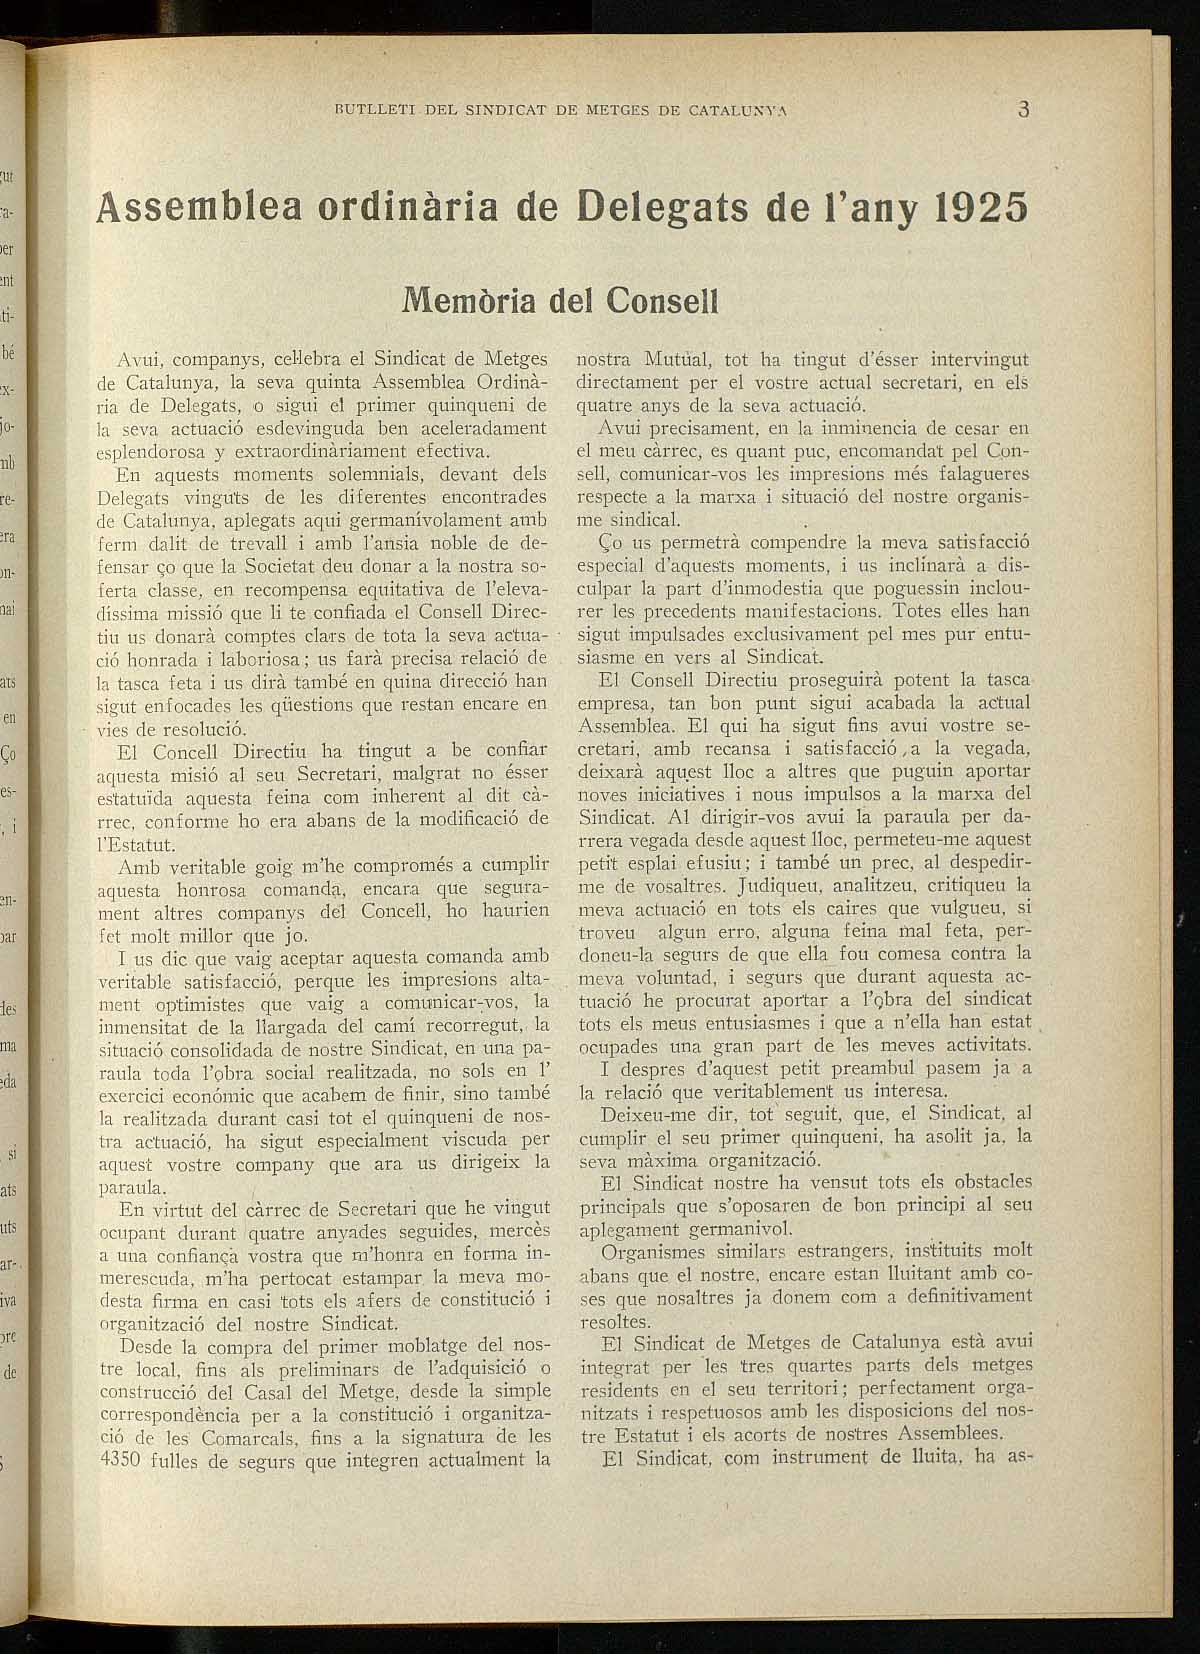 BUTLLETI DEL SINDICAT DE METGES DE CATALUNYA
3
Assemblea ordinària de Delegats de l'any 1925
Memòria del Consell
Avui, companys, cel·lebra el Sindicat de Metges
de Catalunya, la seva quinta Assemblea Ordinà-
ria de Delegats, o sigui el primer quinqueni de
la seva actuació esdevinguda ben aceleradament
esplendorosa y extraordinàriament efectiva.
En aquests moments solemnials, devant dels
Delegats vinguts de les diferentes encontrades
de Catalunya, aplegats aqui germanívolament amb
ferm dalit de trevall i amb l'ansia noble de de-
fensar ço que la Societat deu donar a la nostra so-
ferta classe, en recompensa equitativa de l'eleva-
dissima missió que li te confiada el Consell Direc-
tiu us donarà comptes clars de tota la seva actua-
ció honrada i laboriosa; us farà precisa relació de
la tasca feta i us dirà també en quina direcció han
sigut enfocades les qüestions que restan encare en
vies de resolució.
El Concell Directiu ha tingut a be confiar
aquesta misió al seu Secretari, malgrat no ésser
estatuïda aquesta feina com inherent al dit cà-
rrec, conforme ho era abans de la modificació de
l'Estatut.
Amb veritable goig m'he compromés a cumplir
aquesta honrosa comanda, encara que segura-
ment altres companys del Concell, ho haurien
fet molt millor que jo.
I us dic que vaig aceptar aquesta comanda amb
veritable satisfacció, perque les impresions alta-
ment optimistes que vaig a comunicar-vos, la
inmensitat de la llargada del camí recorregut, la
situació consolidada de nostre Sindicat, en una pa-
raula toda l'obra social realitzada, no sols en l'
exercici económic que acabem de finir, sino també
la realitzada durant casi tot el quinqueni de nos-
tra actuació, ha sigut especialment viscuda per
aquest vostre company que ara us dirigeix la
paraula.
En virtut del càrrec de Secretari que he vingut
ocupant durant quatre anyades seguides, mercès
a una confiança vostra que m'honra en forma in-
merescuda, m'ha pertocat estampar la meva mo-
desta firma en casi tots els afers de constitució i
organització del nostre Sindicat.
Desde la compra del primer moblatge del nos-
tre local, fins als preliminars de l'adquisició o
construcció del Casal del Metge, desde la simple
correspondència per a la constitució i organitza-
ció de les Comarcals, fins a la signatura de les
4350 fulles de segurs que integren actualment la
nostra Mutúal, tot ha tingut d'ésser intervingut
directament per el vostre actual secretari, en els
quatre anys de la seva actuació.
Avui precisament, en la inminencia de cesar en
el meu càrrec, es quant puc, encomandat pel Con-
sell, comunicar-vos les impresions més falagueres
respecte a la marxa i situació del nostre organis-
me sindical.
Ço us permetrà compendre la meva satisfacció
especial d'aquests moments, i us inclinarà a dis-
culpar la part d'inmodestia que poguessin inclou-
rer les precedents manifestacions. Totes elles han
sigut impulsades exclusivament pel mes pur entu-
siasme en vers al Sindicat.
El Consell Directiu proseguirà potent la tasca
empresa, tan bon punt sigui acabada la actual
Assemblea. El qui ha sigut fins avui vostre se-
cretari, amb recansa i satisfacció, a la vegada,
deixarà aquest lloc a altres que puguin aportar
noves iniciatives i nous impulsos a la marxa del
Sindicat. Al dirigir-vos avui la paraula per da-
rrera vegada desde aquest lloc, permeteu-me aquest
petit esplai efusiu; i també un prec, al despedir-
me de vosaltres. Judiqueu, analitzeu, critiqueu la
meva actuació en tots els caires que vulgueu, si
troveu algun erro, alguna feina mal feta, per-
doneu-la segurs de que ella fou comesa contra la
meva voluntad, i segurs que durant aquesta ac-
tuació he procurat aportar a l'obra del sindicat
tots els meus entusiasmes i que a n'ella han estat
ocupades una gran part de les meves activitats.
I despres d'aquest petit preambul pasem ja a
la relació que veritablement us interesa.
Deixeu-me dir, tot seguit, que, el Sindicat, al
cumplir el seu primer quinqueni, ha asolit ja, la
seva màxima organització.
El Sindicat nostre ha vensut tots els obstacles
principals que s'oposaren de bon principi al seu
aplegament germanivol.
Organismes similars estrangers, instituits molt
abans que el nostre, encare estan lluitant amb co-
ses que nosaltres ja donem com a definitivament
resoltes.
El Sindicat de Metges de Catalunya està avui
integrat per les tres quartes parts dels metges
residents en el seu territori; perfectament orga-
nitzats i respetuosos amb les disposicions del nos-
tre Estatut i els acorts de nostres Assemblees.
El Sindicat, com instrument de lluita, ha as-